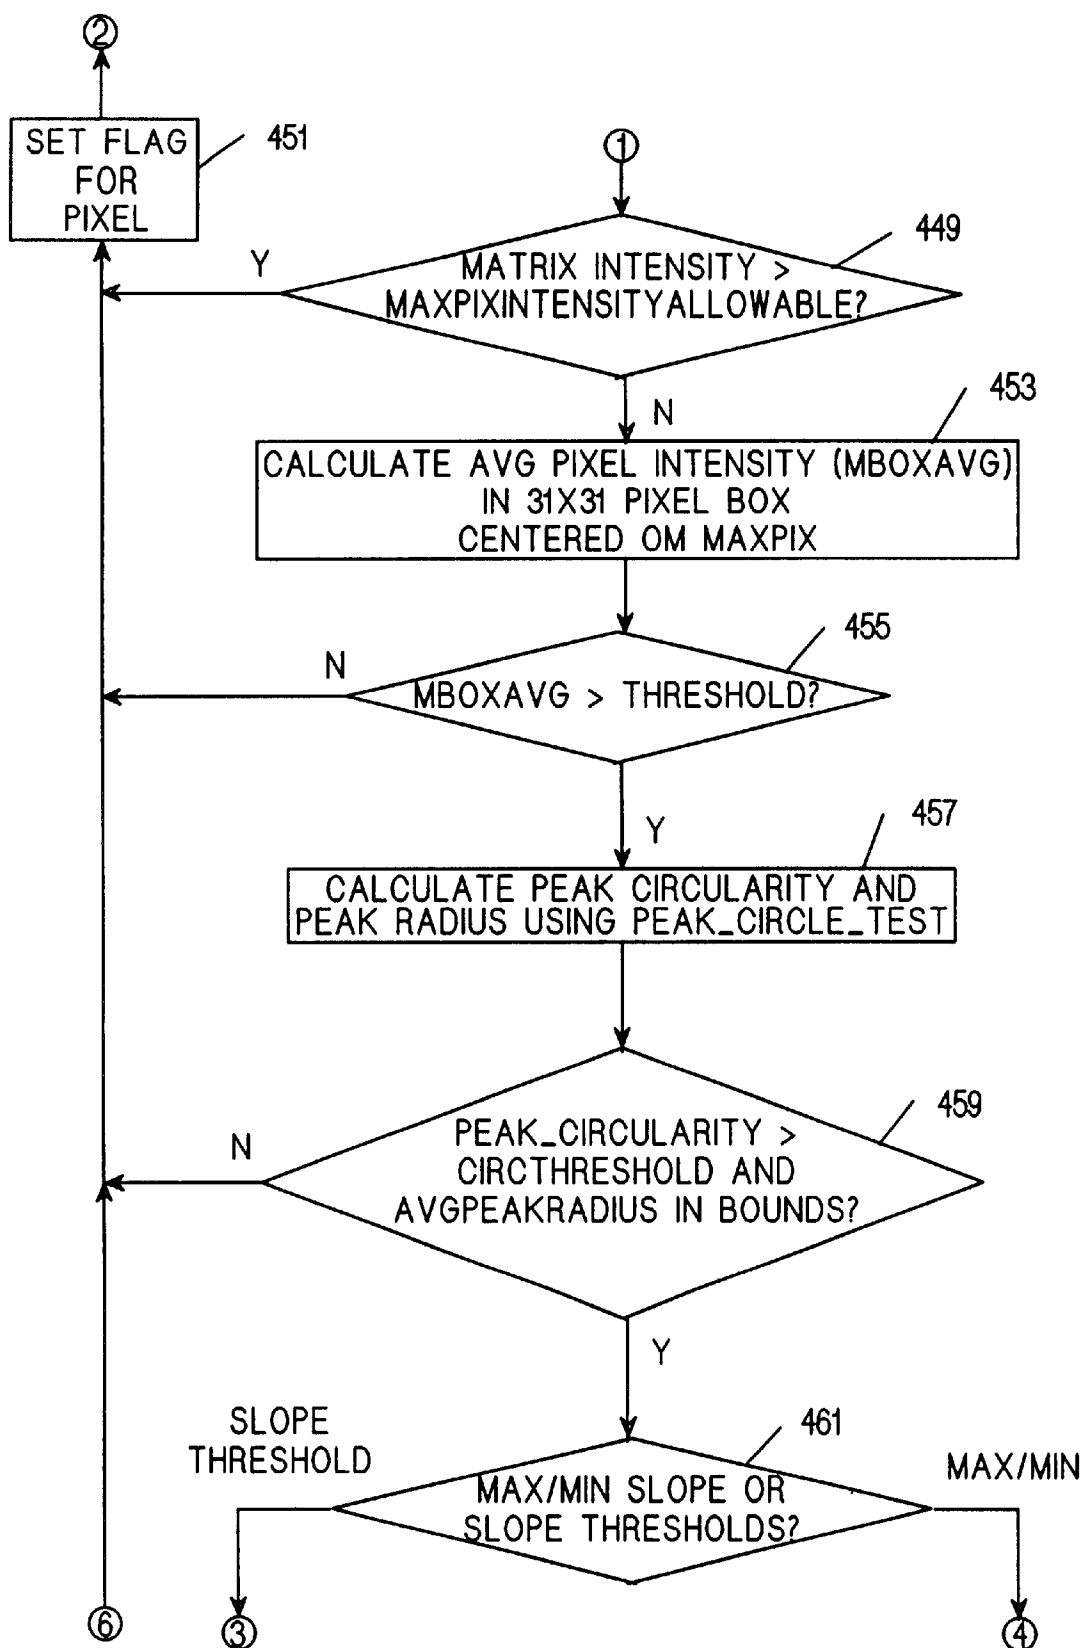 2
SET FLAG
FOR
PIXEL
451
1
449
Y
MATRIX INTENSITY >
MAXPIXINTENSITYALLOWABLE?
453
N
CALCULATE AVG PIXEL INTENSITY (MBOXAVG)
IN 31X31 PIXEL BOX
CENTERED OM MAXPIX
455
N
MBOXAVG > THRESHOLD?
Y
457
CALCULATE PEAK CIRCULARITY AND
PEAK RADIUS USING PEAK_CIRCLE_TEST
459
N
PEAK_CIRCULARITY >
CIRCTHRESHOLD AND
AVGPEAKRADIUS IN BOUNDS?
Y
SLOPE
THRESHOLD
461
MAX/MIN
MAX/MIN SLOPE OR
SLOPE THRESHOLDS?
6
3
4